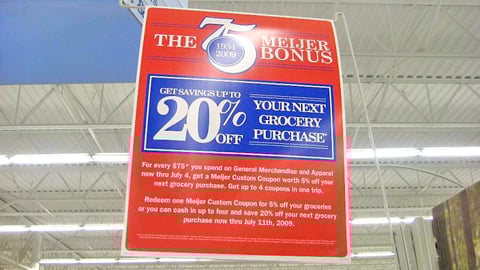 THE 75 MEIJER
1934 BONUS
2009
GET SAVINGS UP TO
20% OFF
YOUR NEXT
GROCERY
PURCHASE*
For every $75* you spend on General Merchandise and Apparel
now thru July 4, get a Meijer Custom Coupon worth 5% off your
next grocery purchase. Get up to 4 coupons in one trip.
Redeem one Meijer Custom Coupon for 5% off your groceries
or you can cash in up to four and save 20% off your next grocery
purchase now thru July 11th, 2009.